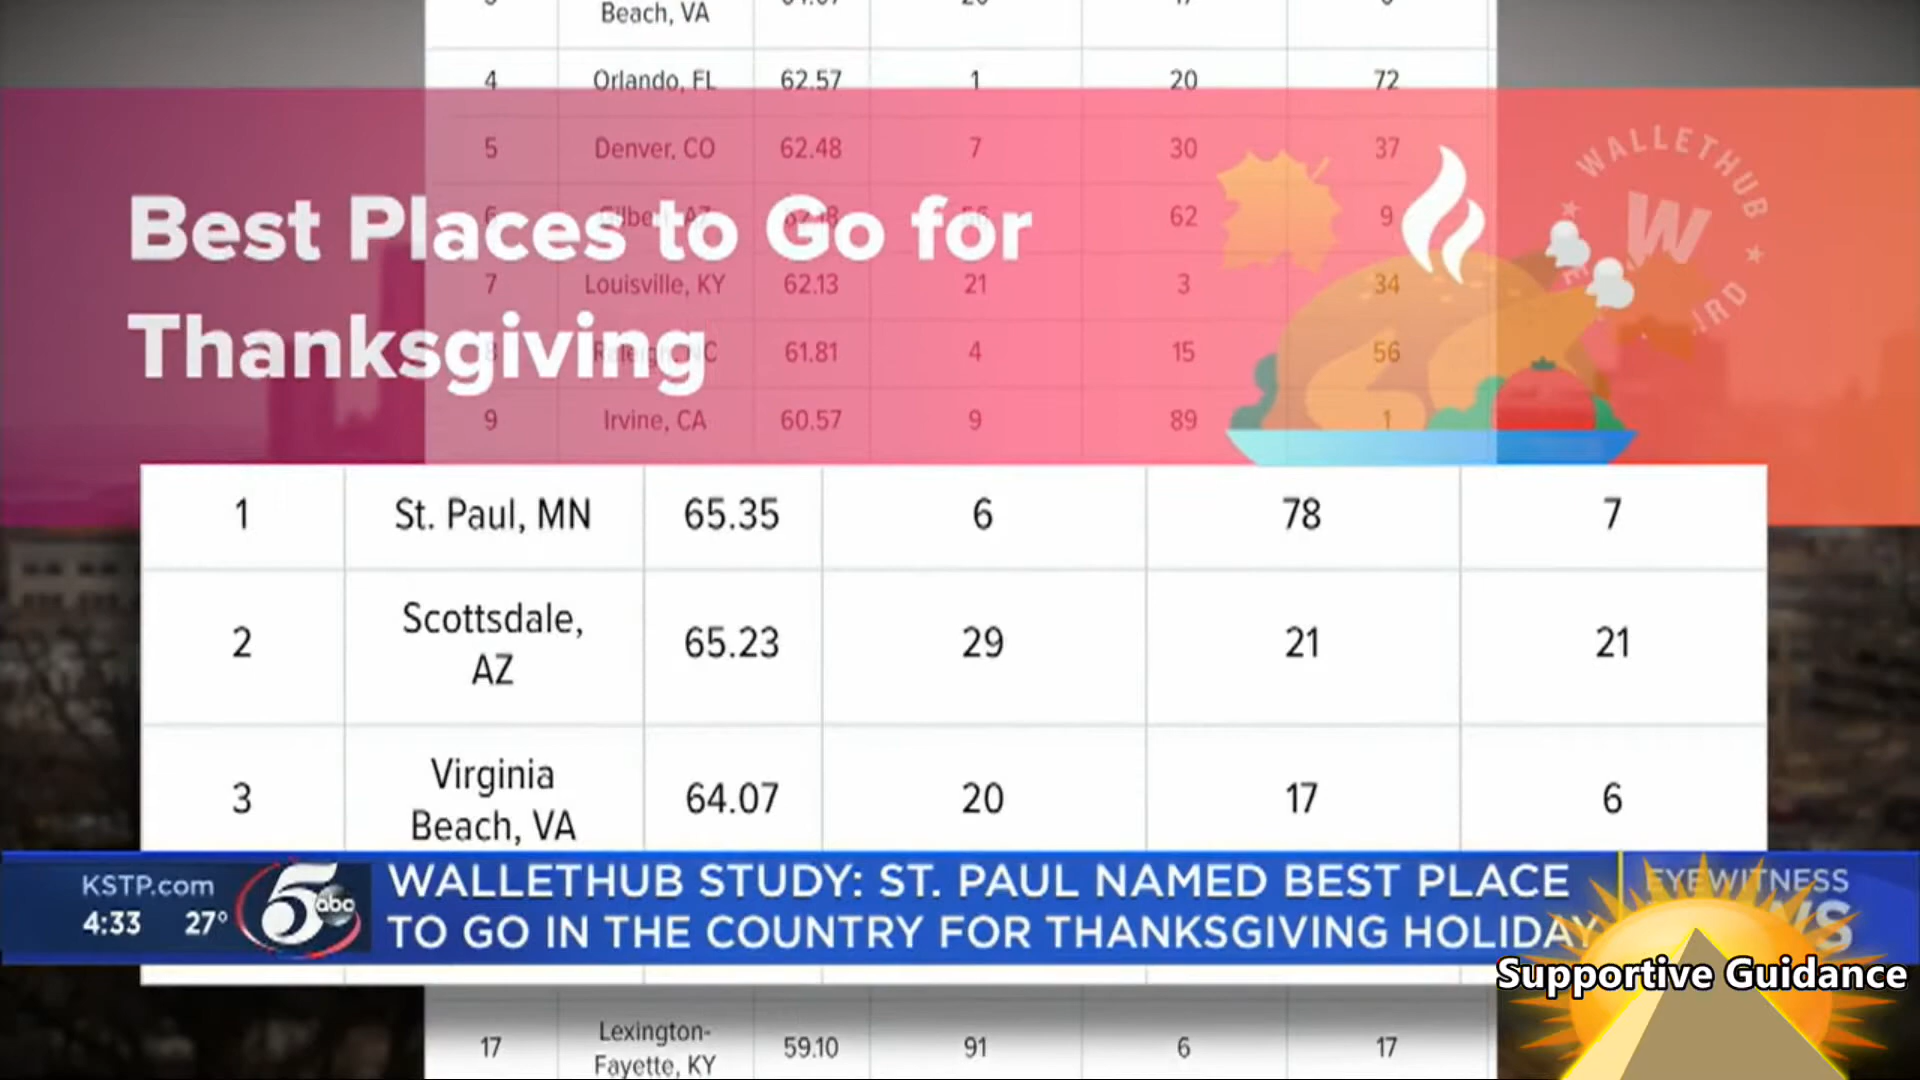 Beach, VA
4 Orlando, FL 62.57 1 20 72
5 Denver, CO 62.48 7 30 37
WALLETHUB
W
Best Places to Go for
62 9
7 Louisville, KY 62.13 21 3 34
Thanksgiving
61.81 4 15 56
9 Irvine, CA 60.57 9 89 1
1 St. Paul, MN 65.35 6 78 7
2 Scottsdale,
AZ 65.23 29 21 21
3 Virginia
Beach, VA 64.07 20 17 6
KSTP.com
4:33 27°
5 abc
WALLETHUB STUDY: ST. PAUL NAMED BEST PLACE
TO GO IN THE COUNTRY FOR THANKSGIVING HOLIDAY
EYEWITNESS
Supportive Guidance
17 Lexington-
Fayette, KY 59.10 91 6 17